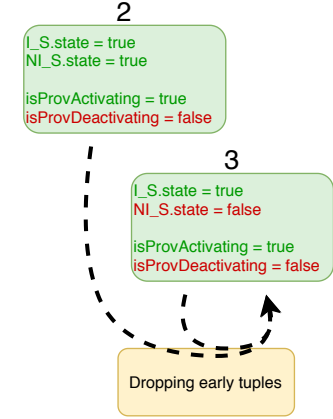 2
I_S.state = true
NI_S.state = true
isProvActivating = true
isProvDeactivating = false
3
I_S.state = true
NI_S.state = false
isProvActivating = true
isProvDeactivating = false
Dropping early tuples